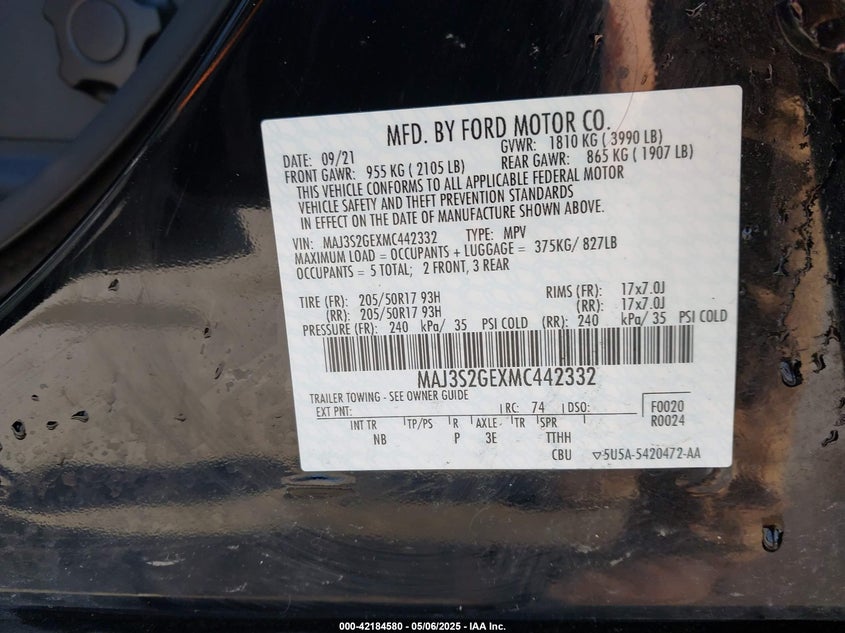 MFD. BY FORD MOTOR CO.
DATE: 09/21 GVWR: 1810 KG ( 3990 LB)
FRONT GAWR: 955 KG ( 2105 LB) REAR GAWR: 865 KG ( 1907 LB)
THIS VEHICLE CONFORMS TO ALL APPLICABLE FEDERAL MOTOR
VEHICLE SAFETY AND THEFT PREVENTION STANDARDS
IN EFFECT ON THE DATE OF MANUFACTURE SHOWN ABOVE.
VIN: MAJ3S2GEXMC442332 TYPE: MPV
MAXIMUM LOAD = OCCUPANTS + LUGGAGE = 375KG/ 827LB
OCCUPANTS = 5 TOTAL; 2 FRONT, 3 REAR
TIRE (FR): 205/50R17 93H RIMS (FR): 17x7.0J
(RR): 205/50R17 93H (RR): 17x7.0J
PRESSURE (FR): 240 kPa/ 35 PSI COLD (RR): 240 kPa/ 35 PSI COLD
MAJ3S2GEXMC442332
TRAILER TOWING - SEE OWNER GUIDE
EXT PNT: RC: 74 DSO: F0020
R0024
INT TR TP/PS R AXLE TR SPR
NB P 3E TTHH
CBU 5U5A-5420472-AA
000-42184580 - 05/06/2025 - IAA Inc.